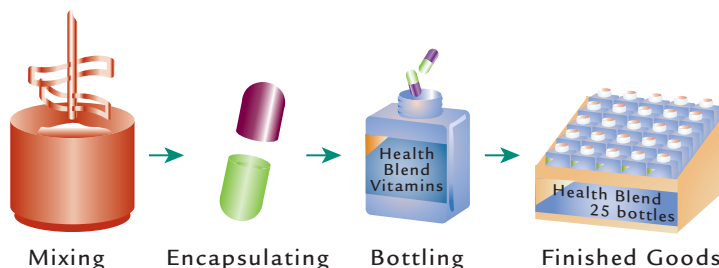 Health
Blend
Vitamins
Health Blend
25 bottles
Mixing
Encapsulating
Bottling
Finished Goods